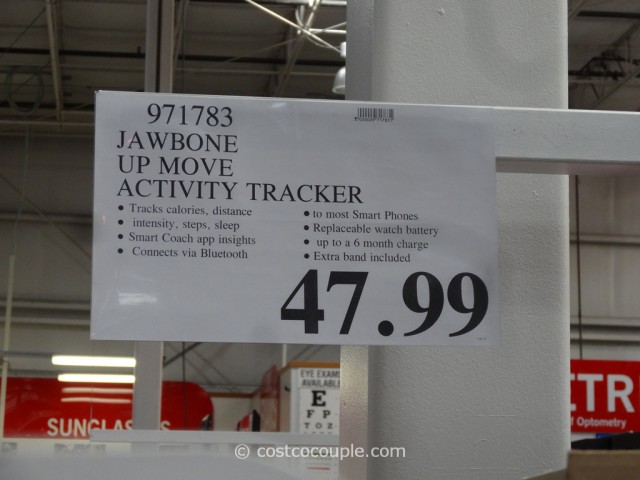 971783
JAWBONE
UP MOVE
ACTIVITY TRACKER
• Tracks calories, distance
• intensity, steps, sleep
• Smart Coach app insights
• Connects via Bluetooth
• to most Smart Phones
• Replaceable watch battery
• up to a 6 month charge
• Extra band included
47.99
EYE EXAMS
AVAILABLE
E
F P
T O Z
SUNGLAS
ETR
of Optometry
© costcocouple.com